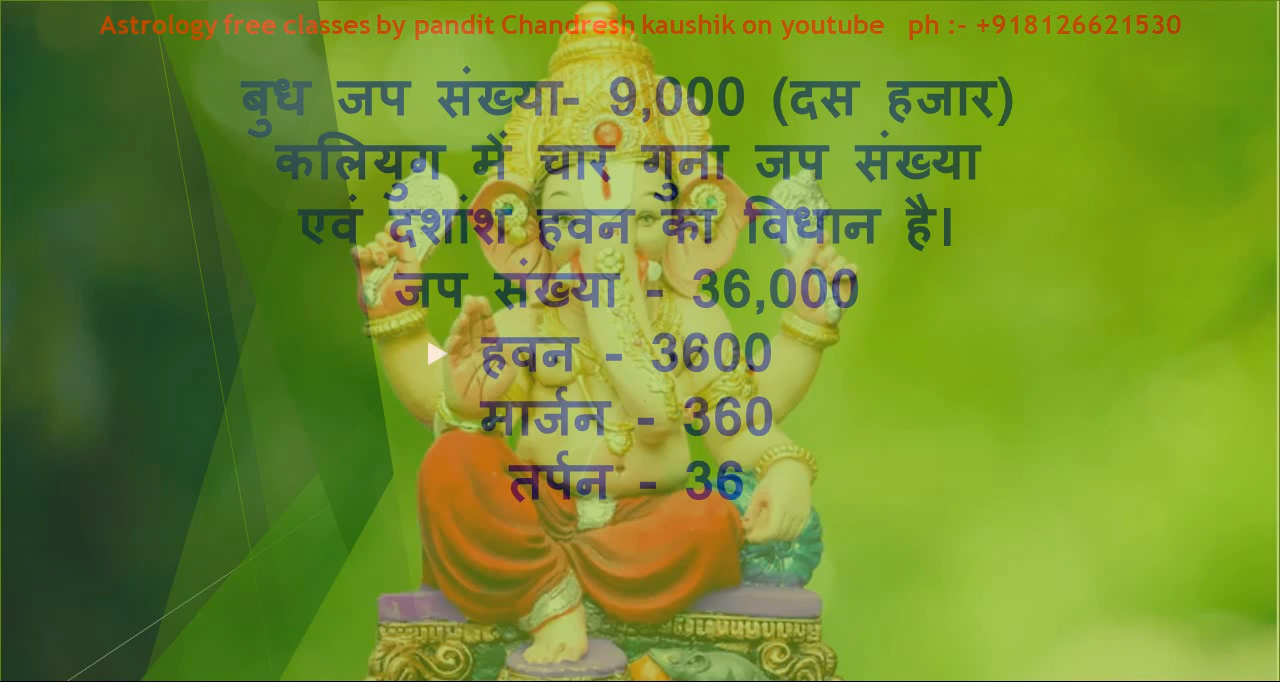 Astrology free classes by pandit Chandresh kaushik on youtube ph :- +918126621530
बुध जप संख्या- 9,000 (दस हजार)
कलियुग में चार गुना जप संख्या
एवं दशांश हवन का विधान है।
जप संख्या - 36,000
हवन - 3600
मार्जन - 360
तर्पन - 36